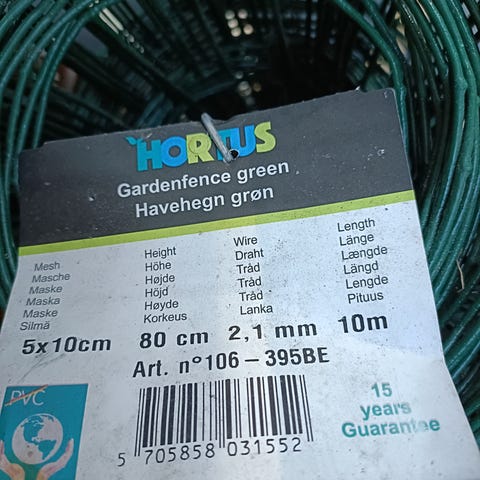 HORTUS
Gardenfence green
Havehegn grøn
Mesh
Masche
Maske
Maska
Maske
Silmä
5x10cm
Height
Höhe
Højde
Höjd
Høyde
Korkeus
80 cm
Wire
Draht
Tråd
Tråd
Tråd
Lanka
2,1 mm
Length
Länge
Længde
Längd
Lengde
Pituus
10m
Art. n°106-395BE
PVC
15
years
Guarantee
5 705858 031552